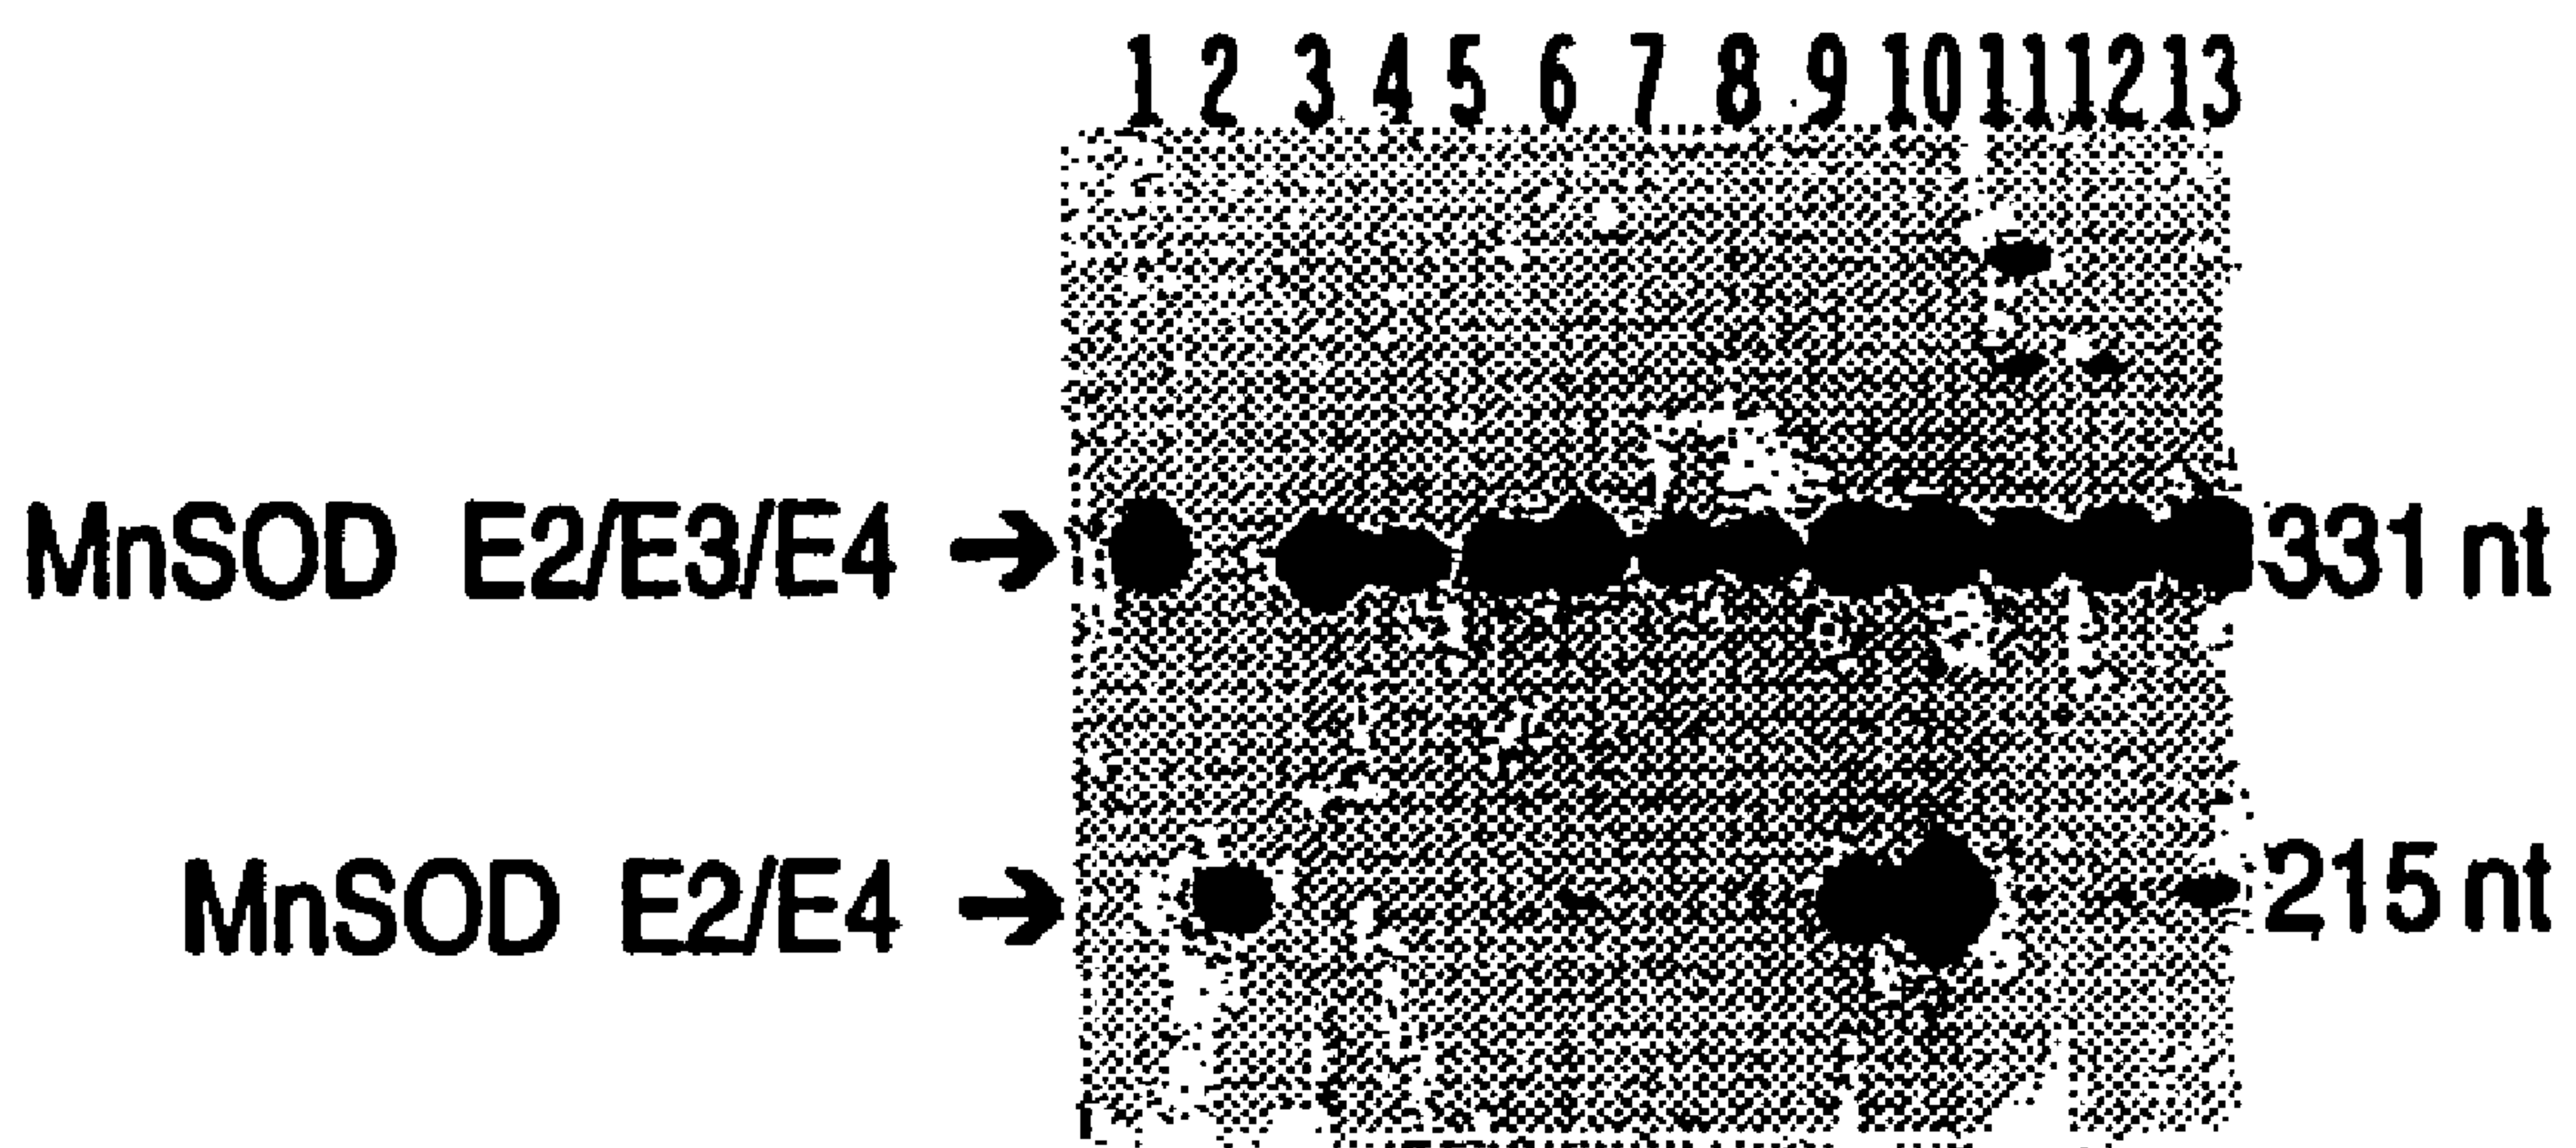 1 2 3 4 5 6 7 8 9 10 11 12 13
MnSOD E2/E3/E4 → 331 nt
MnSOD E2/E4 → 215 nt